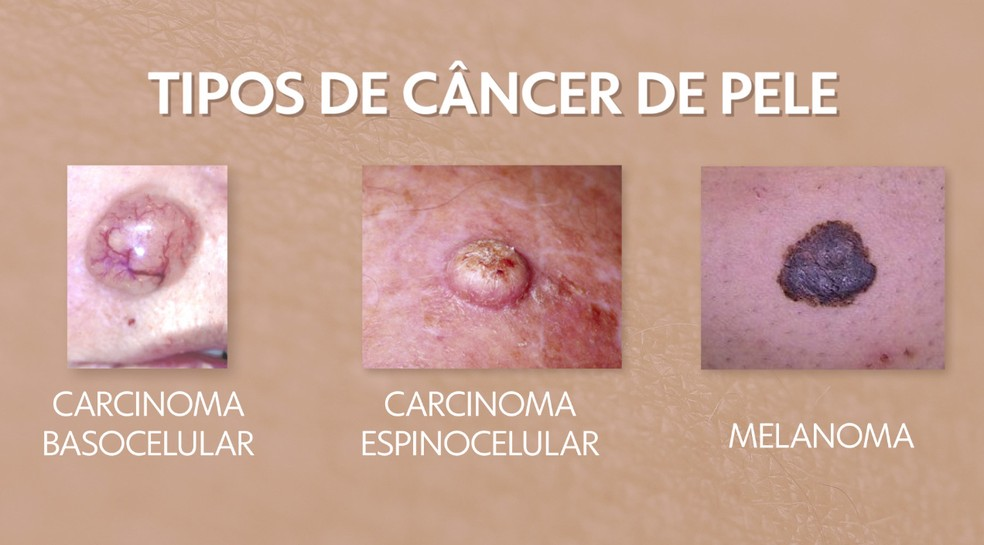 TIPOS DE CÂNCER DE PELE
CARCINOMA
BASOCELULAR
CARCINOMA
ESPINOCELULAR
MELANOMA